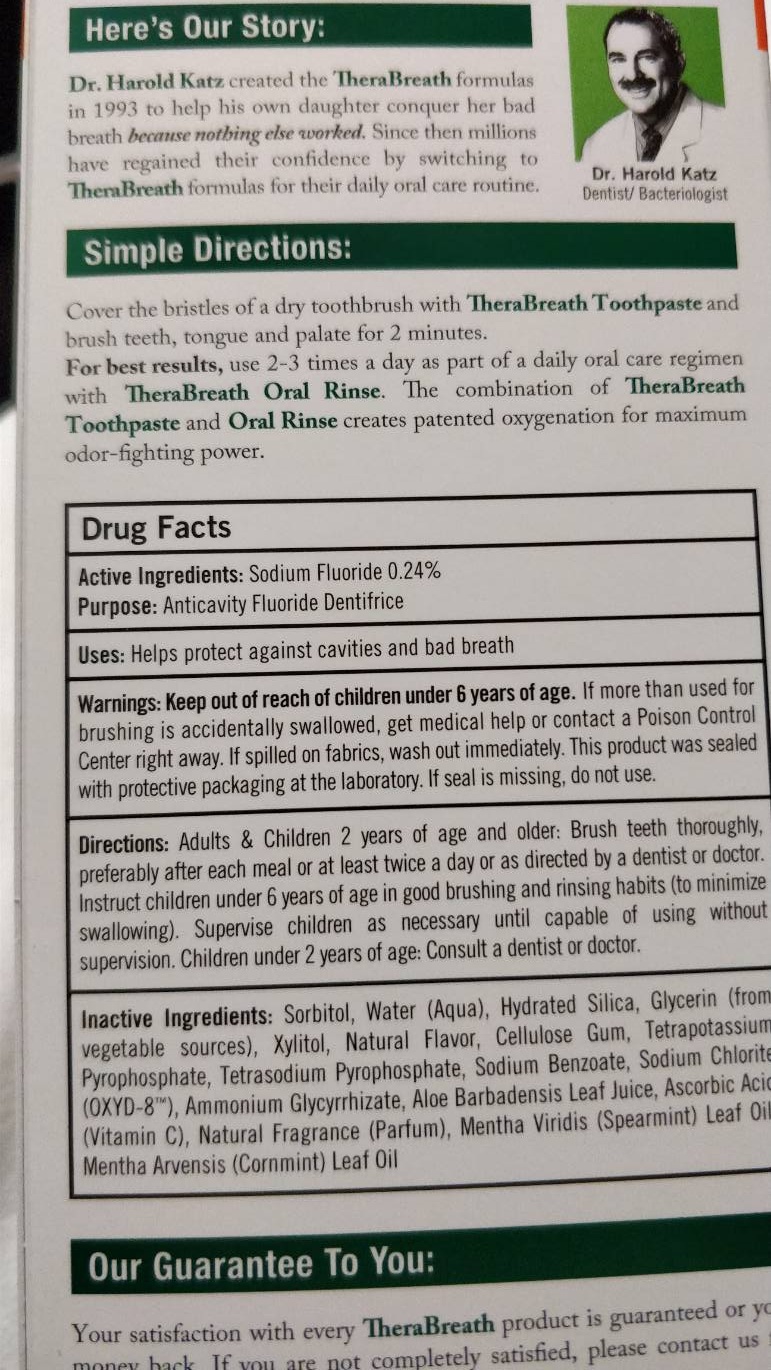 Here's Our Story:
Dr. Harold Katz created the TheraBreath formulas
in 1993 to help his own daughter conquer her bad
breath because nothing else worked. Since then millions
have regained their confidence by switching to
TheraBreath formulas for their daily oral care routine.
Dr. Harold Katz
Dentist/ Bacteriologist
Simple Directions:
Cover the bristles of a dry toothbrush with TheraBreath Toothpaste and
brush teeth, tongue and palate for 2 minutes.
For best results, use 2-3 times a day as part of a daily oral care regimen
with TheraBreath Oral Rinse. The combination of TheraBreath
Toothpaste and Oral Rinse creates patented oxygenation for maximum
odor-fighting power.
Drug Facts
Active Ingredients: Sodium Fluoride 0.24%
Purpose: Anticavity Fluoride Dentifrice
Uses: Helps protect against cavities and bad breath
Warnings: Keep out of reach of children under 6 years of age. If more than used for
brushing is accidentally swallowed, get medical help or contact a Poison Control
Center right away. If spilled on fabrics, wash out immediately. This product was sealed
with protective packaging at the laboratory. If seal is missing, do not use.
Directions: Adults & Children 2 years of age and older: Brush teeth thoroughly,
preferably after each meal or at least twice a day or as directed by a dentist or doctor.
Instruct children under 6 years of age in good brushing and rinsing habits (to minimize
swallowing). Supervise children as necessary until capable of using without
supervision. Children under 2 years of age: Consult a dentist or doctor.
Inactive Ingredients: Sorbitol, Water (Aqua), Hydrated Silica, Glycerin (from
vegetable sources), Xylitol, Natural Flavor, Cellulose Gum, Tetrapotassium
Pyrophosphate, Tetrasodium Pyrophosphate, Sodium Benzoate, Sodium Chlorite
(OXYD-8™), Ammonium Glycyrrhizate, Aloe Barbadensis Leaf Juice, Ascorbic Acid
(Vitamin C), Natural Fragrance (Parfum), Mentha Viridis (Spearmint) Leaf Oil
Mentha Arvensis (Cornmint) Leaf Oil
Our Guarantee To You:
Your satisfaction with every TheraBreath product is guaranteed or
money back. If you are not completely satisfied, please contact us